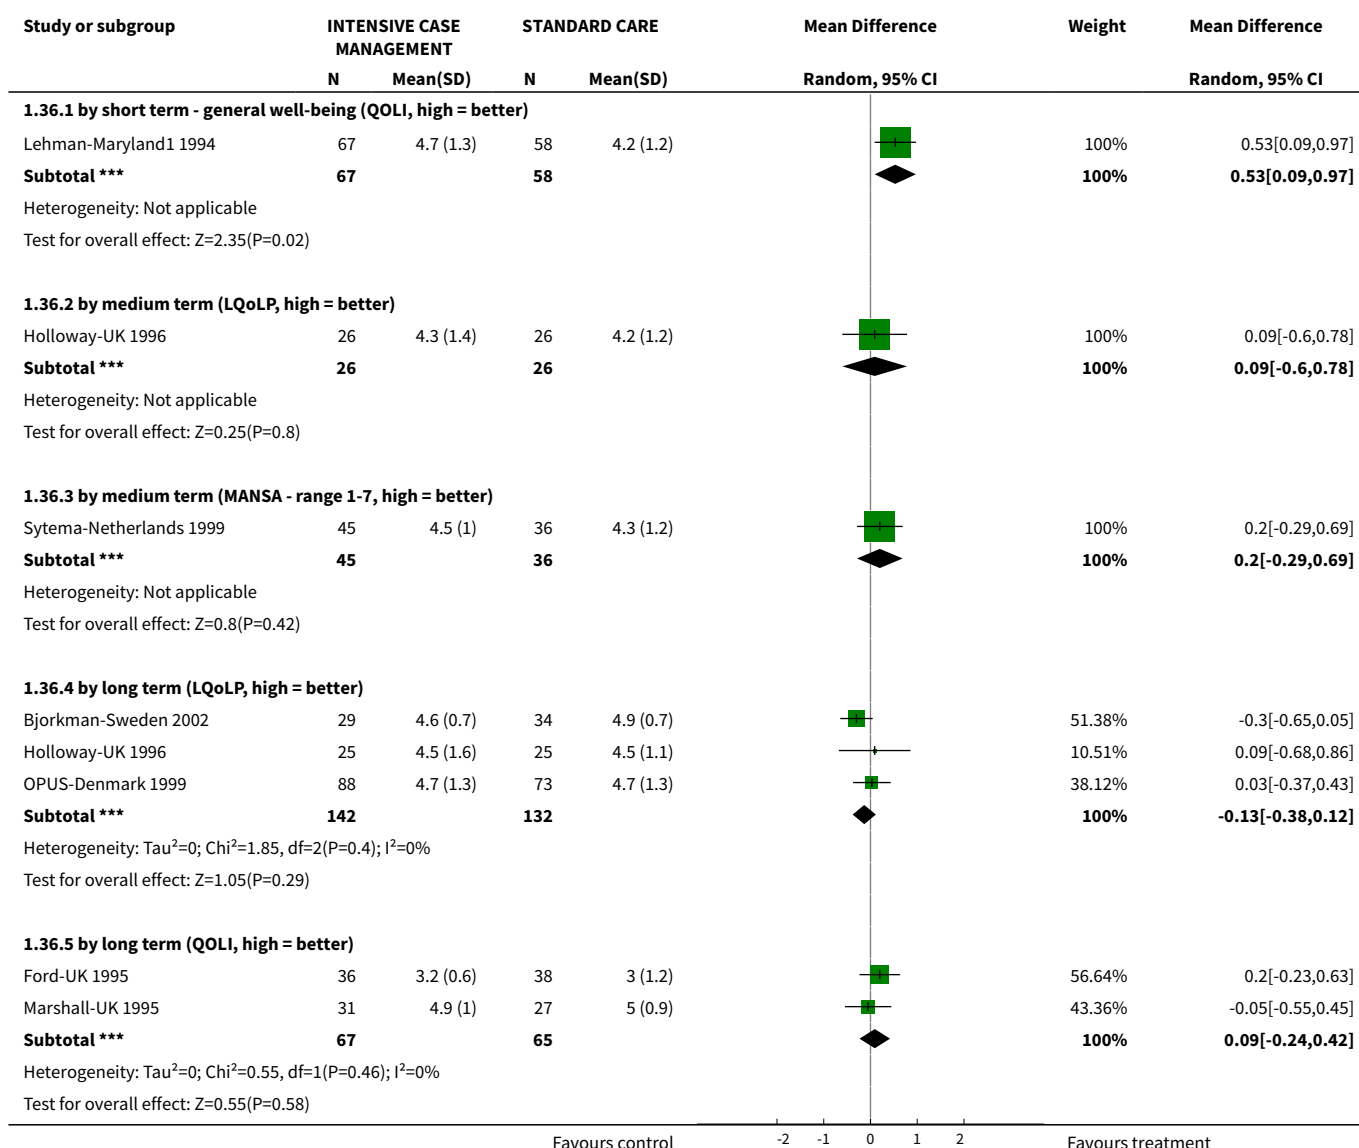 Study or subgroup INTENSIVE CASE MANAGEMENT STANDARD CARE Mean Difference Weight Mean Difference
N Mean(SD) N Mean(SD) Random, 95% CI Random, 95% CI
1.36.1 by short term - general well-being (QOLI, high = better)
Lehman-Maryland1 1994 67 4.7 (1.3) 58 4.2 (1.2) 100% 0.53[0.09,0.97]
Subtotal *** 67 58 100% 0.53[0.09,0.97]
Heterogeneity: Not applicable
Test for overall effect: Z=2.35(P=0.02)
1.36.2 by medium term (LQoLP, high = better)
Holloway-UK 1996 26 4.3 (1.4) 26 4.2 (1.2) 100% 0.09[-0.6,0.78]
Subtotal *** 26 26 100% 0.09[-0.6,0.78]
Heterogeneity: Not applicable
Test for overall effect: Z=0.25(P=0.8)
1.36.3 by medium term (MANSA - range 1-7, high = better)
Sytema-Netherlands 1999 45 4.5 (1) 36 4.3 (1.2) 100% 0.2[-0.29,0.69]
Subtotal *** 45 36 100% 0.2[-0.29,0.69]
Heterogeneity: Not applicable
Test for overall effect: Z=0.8(P=0.42)
1.36.4 by long term (LQoLP, high = better)
Bjorkman-Sweden 2002 29 4.6 (0.7) 34 4.9 (0.7) 51.38% -0.3[-0.65,0.05]
Holloway-UK 1996 25 4.5 (1.6) 25 4.5 (1.1) 10.51% 0.09[-0.68,0.86]
OPUS-Denmark 1999 88 4.7 (1.3) 73 4.7 (1.3) 38.12% 0.03[-0.37,0.43]
Subtotal *** 142 132 100% -0.13[-0.38,0.12]
Heterogeneity: Tau²=0; Chi²=1.85, df=2(P=0.4); I²=0%
Test for overall effect: Z=1.05(P=0.29)
1.36.5 by long term (QOLI, high = better)
Ford-UK 1995 36 3.2 (0.6) 38 3 (1.2) 56.64% 0.2[-0.23,0.63]
Marshall-UK 1995 31 4.9 (1) 27 5 (0.9) 43.36% -0.05[-0.55,0.45]
Subtotal *** 67 65 100% 0.09[-0.24,0.42]
Heterogeneity: Tau²=0; Chi²=0.55, df=1(P=0.46); I²=0%
Test for overall effect: Z=0.55(P=0.58)
Favours control -2 -1 0 1 2 Favours treatment